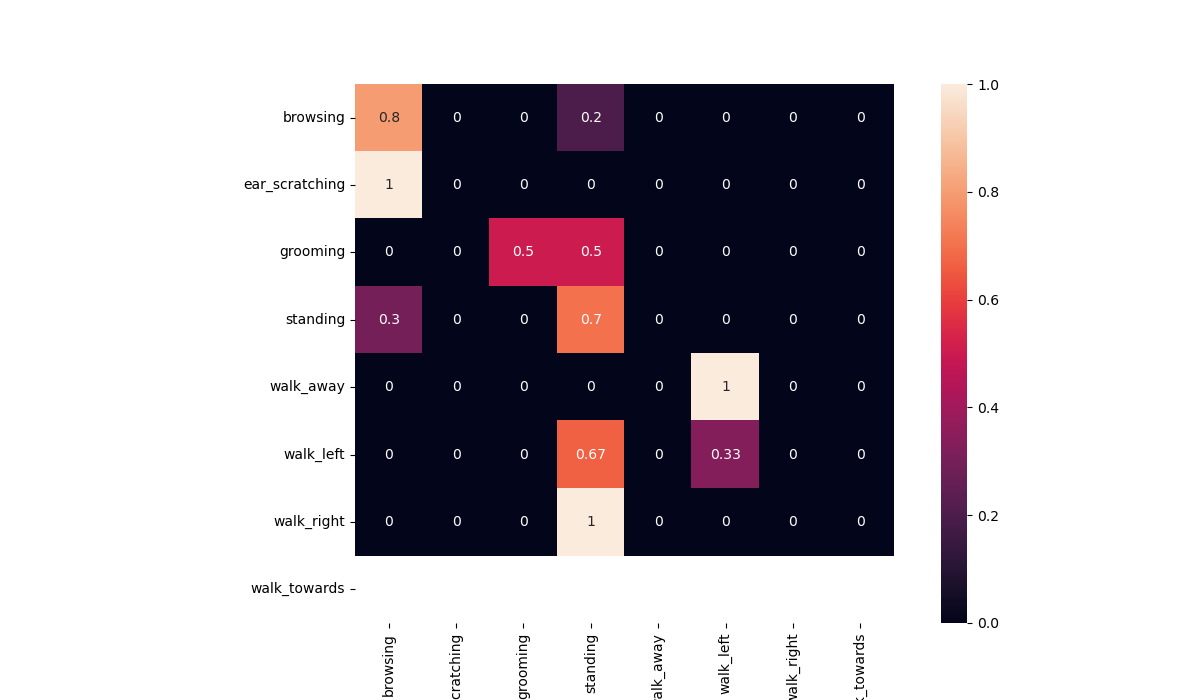 browsing 0.8 0 0 0.2 0 0 0 0 1.0
ear_scratching 1 0 0 0 0 0 0 0 0.8
grooming 0 0 0.5 0.5 0 0 0 0 0.6
standing 0.3 0 0 0.7 0 0 0 0
walk_away 0 0 0 0 0 1 0 0 0.4
walk_left 0 0 0 0.67 0 0.33 0 0
walk_right 0 0 0 1 0 0 0 0 0.2
walk_towards 0.0
browsing
cratching
grooming
standing
alk_away
walk_left
walk_right
_towards